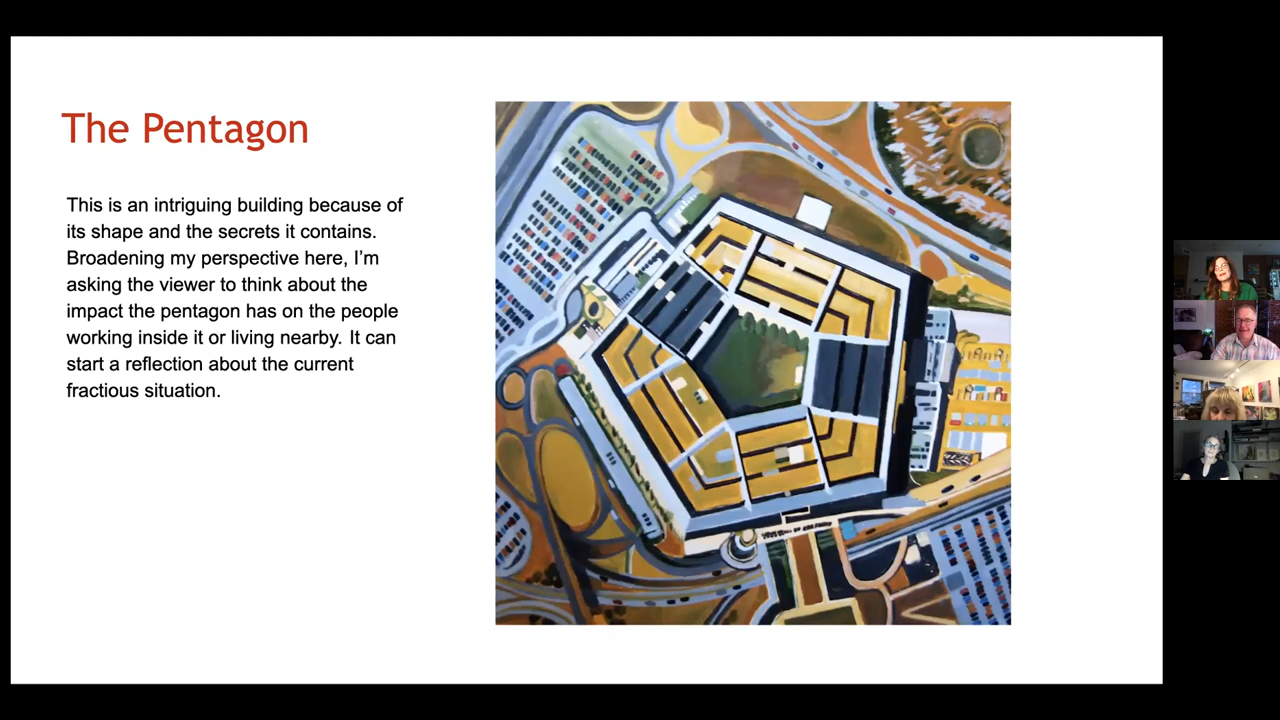 The Pentagon
This is an intriguing building because of
its shape and the secrets it contains.
Broadening my perspective here, I’m
asking the viewer to think about the
impact the pentagon has on the people
working inside it or living nearby. It can
start a reflection about the current
fractious situation.